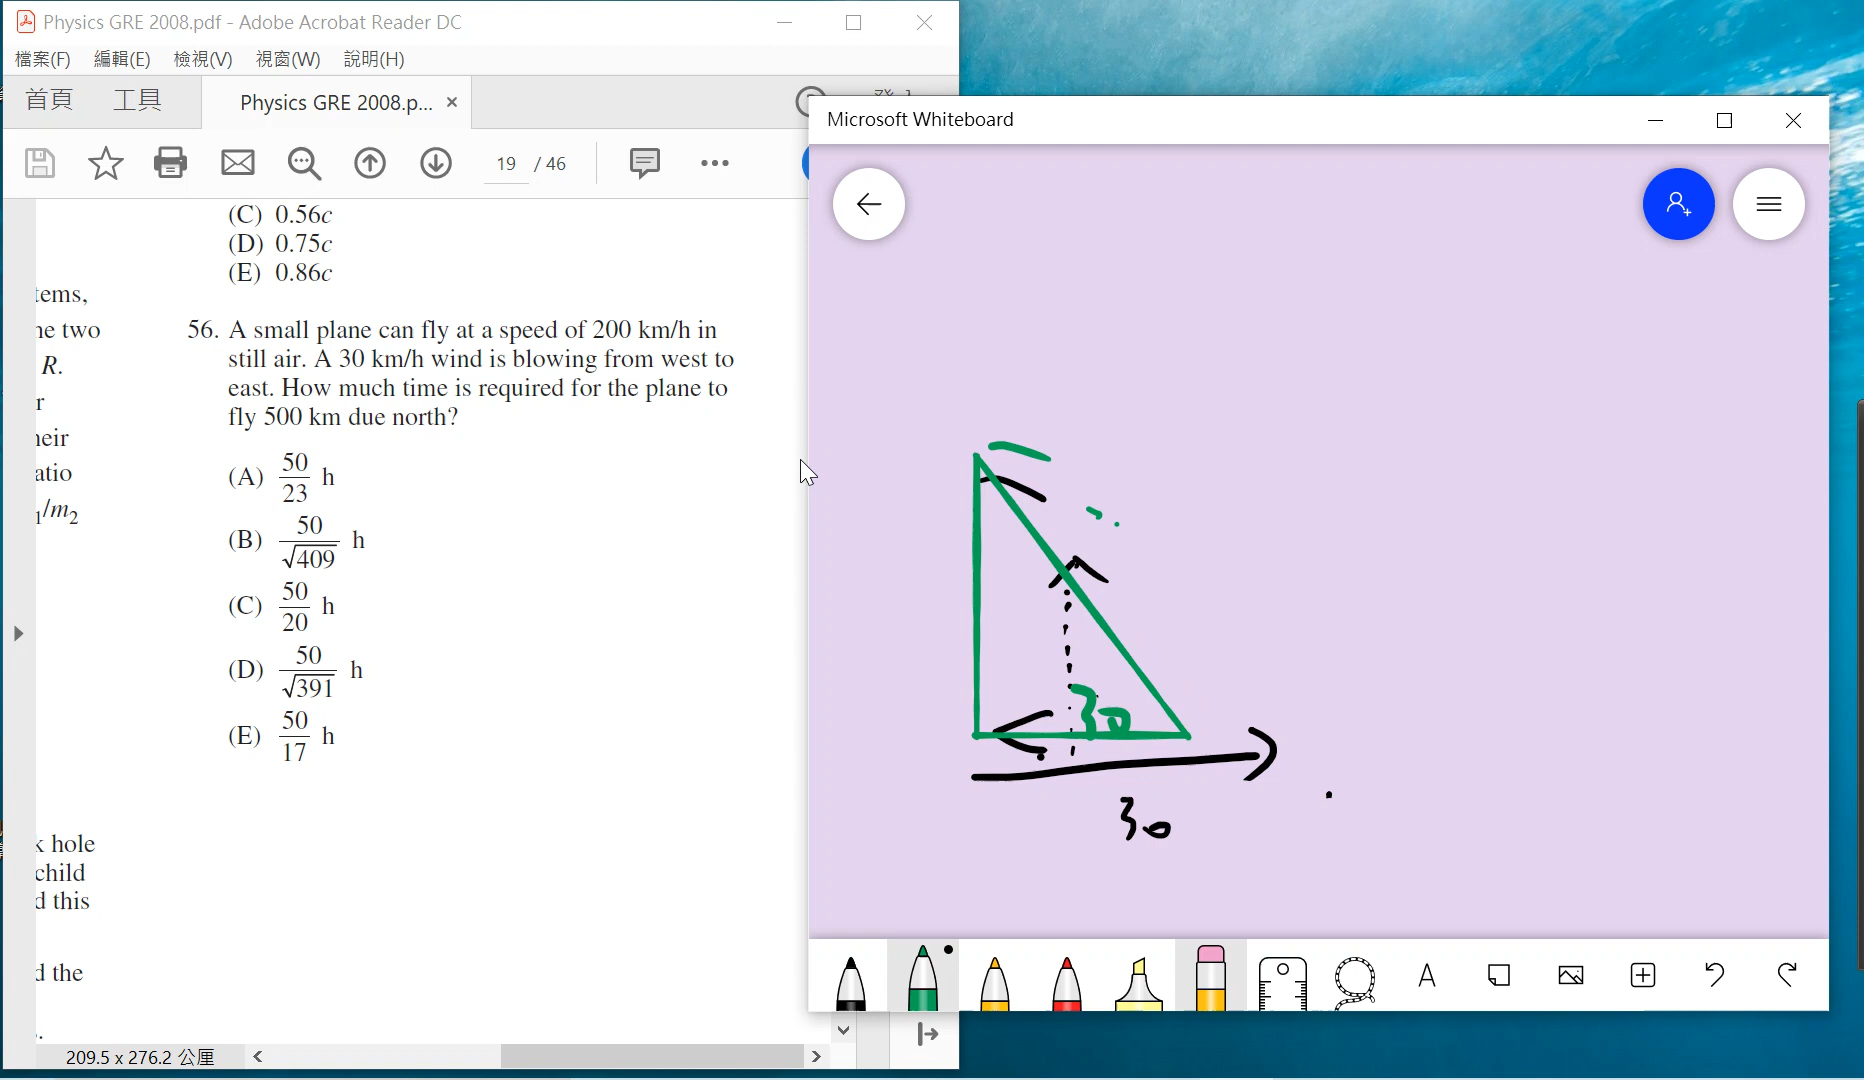 Physics GRE 2008.pdf - Adobe Acrobat Reader DC
檔案(F) 編輯(E) 檢視(V) 視窗(W) 說明(H)
首頁 工具 Physics GRE 2008.p... ×
19 / 46
(C) 0.56c
(D) 0.75c
(E) 0.86c
tems,
ne two
R.
r
neir
atio
1/m2
56. A small plane can fly at a speed of 200 km/h in
still air. A 30 km/h wind is blowing from west to
east. How much time is required for the plane to
fly 500 km due north?
(A) 50/23 h
(B) 50/√409 h
(C) 50/20 h
(D) 50/√391 h
(E) 50/17 h
k hole
child
d this
d the
209.5 x 276.2 公厘
Microsoft Whiteboard
30
30
A